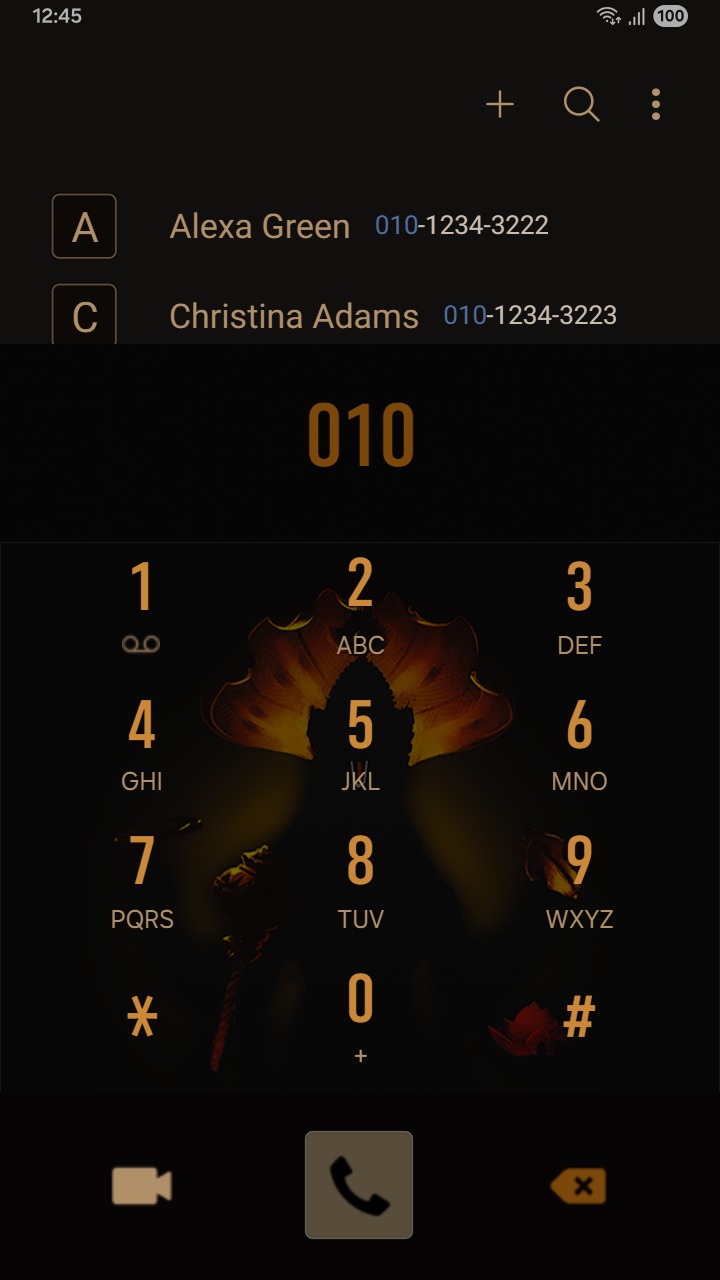 12:45 100
A Alexa Green 010-1234-3222
C Christina Adams 010-1234-3223
010
1 2 3
ABC DEF
4 5 6
GHI JKL MNO
7 8 9
PQRS TUV WXYZ
* 0 #
+